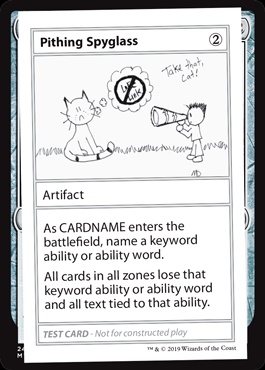 Pithing Spyglass 2
Take that,
Cat!
MD
Artifact
As CARDNAME enters the
battlefield, name a keyword
ability or ability word.
All cards in all zones lose that
keyword ability or ability word
and all text tied to that ability.
TEST CARD - Not for constructed play
™ & © 2019 Wizards of the Coast